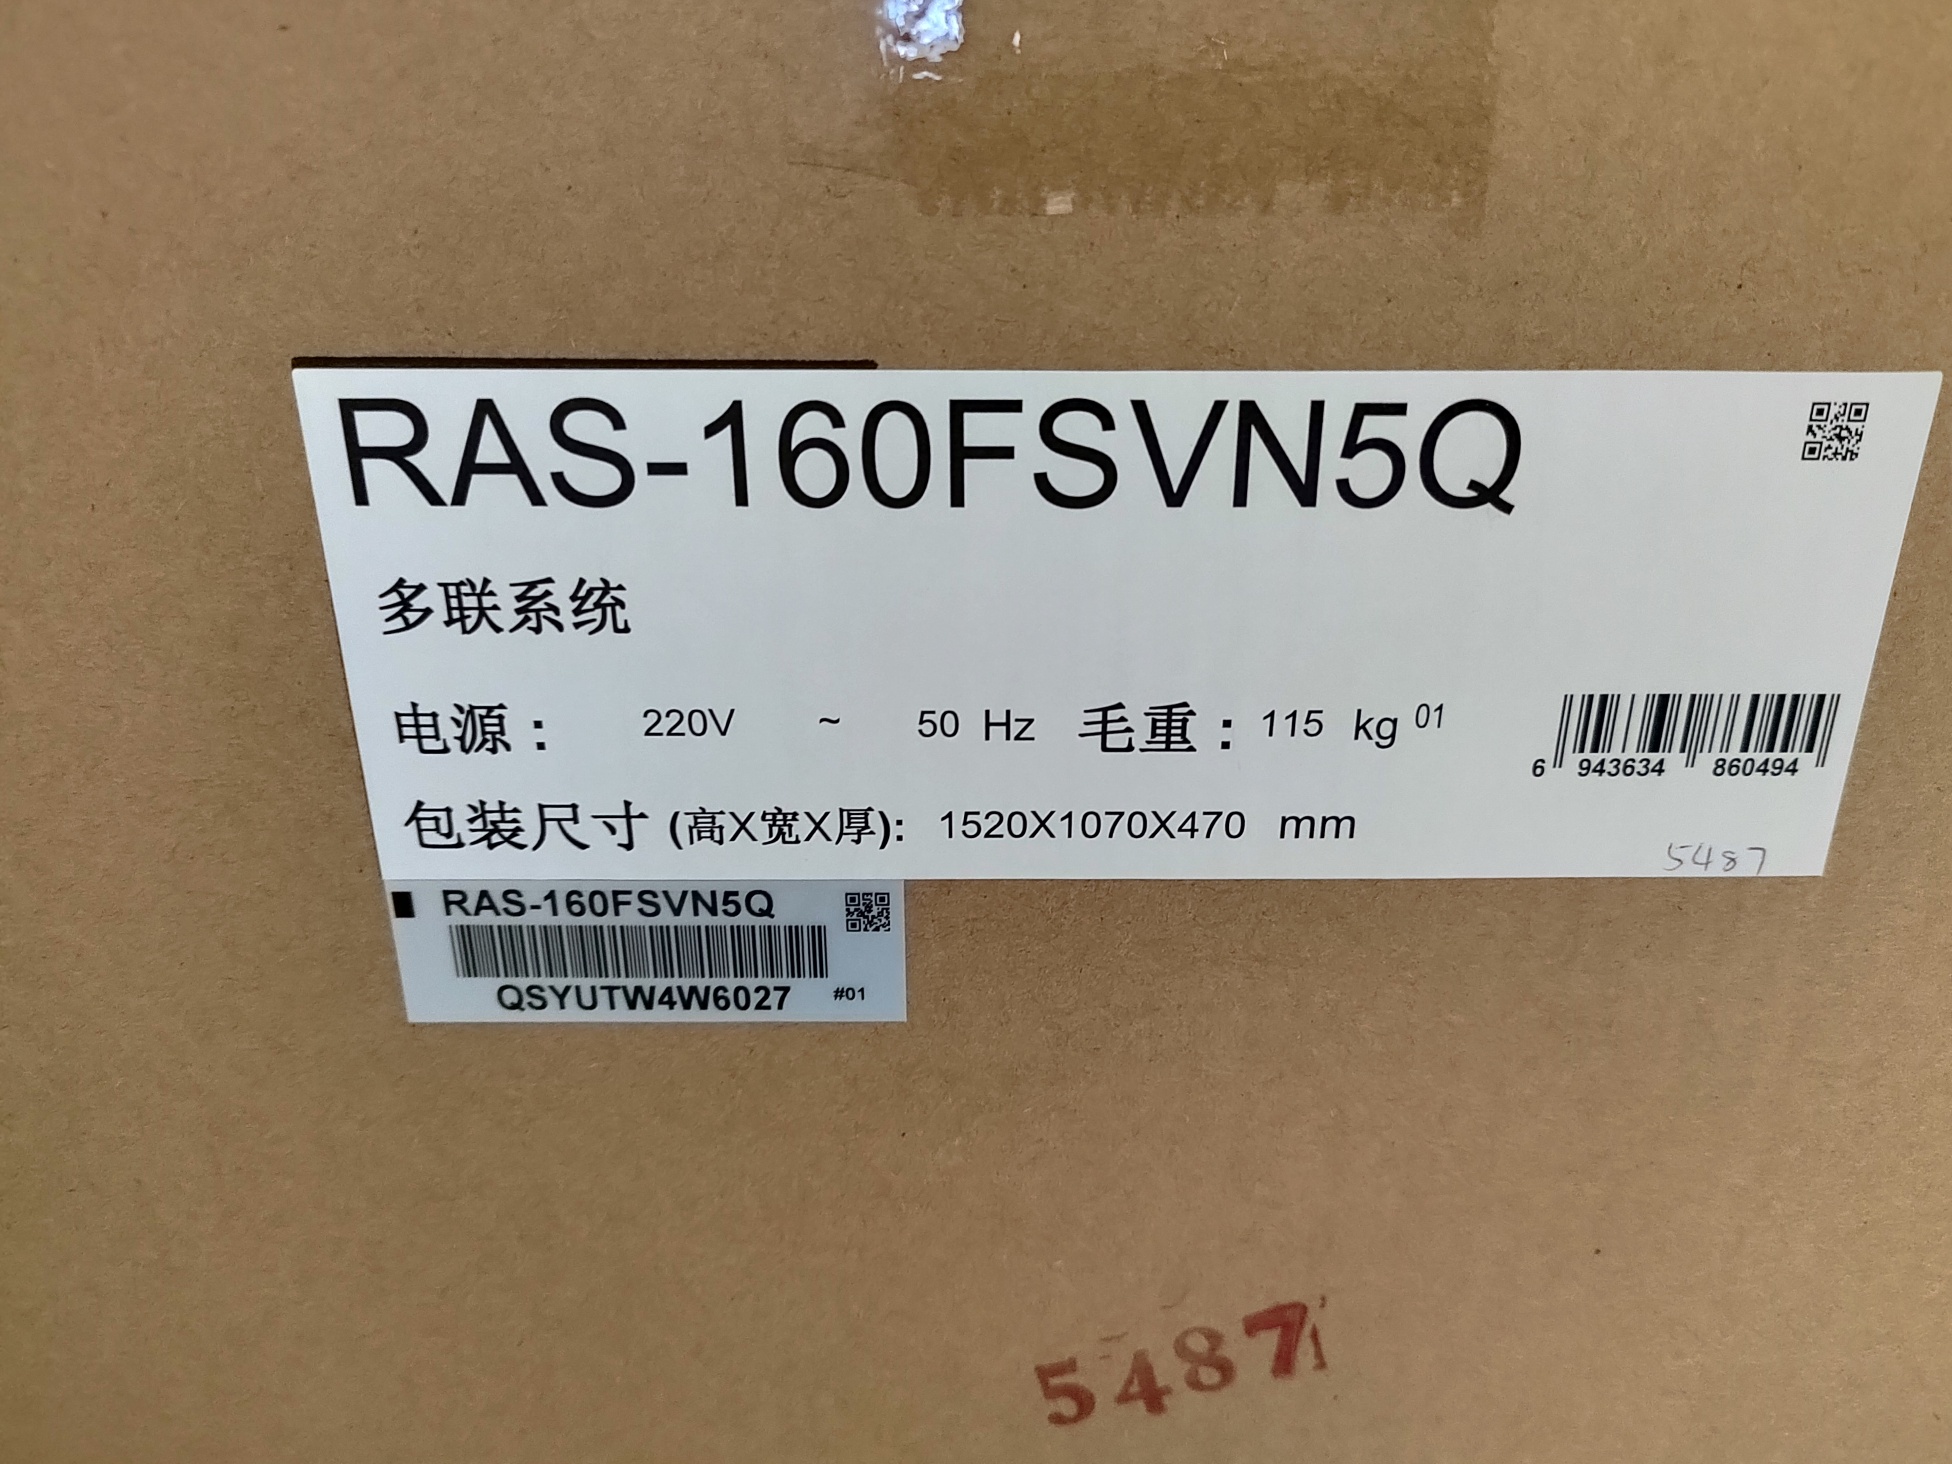 RAS-160FSVN5Q
多联系统
电源： 220V ~ 50 Hz 毛重：115 kg 01
6 943634 860494
包装尺寸 (高X宽X厚): 1520X1070X470 mm
5487
RAS-160FSVN5Q
QSYUTW4W6027 #01
5487